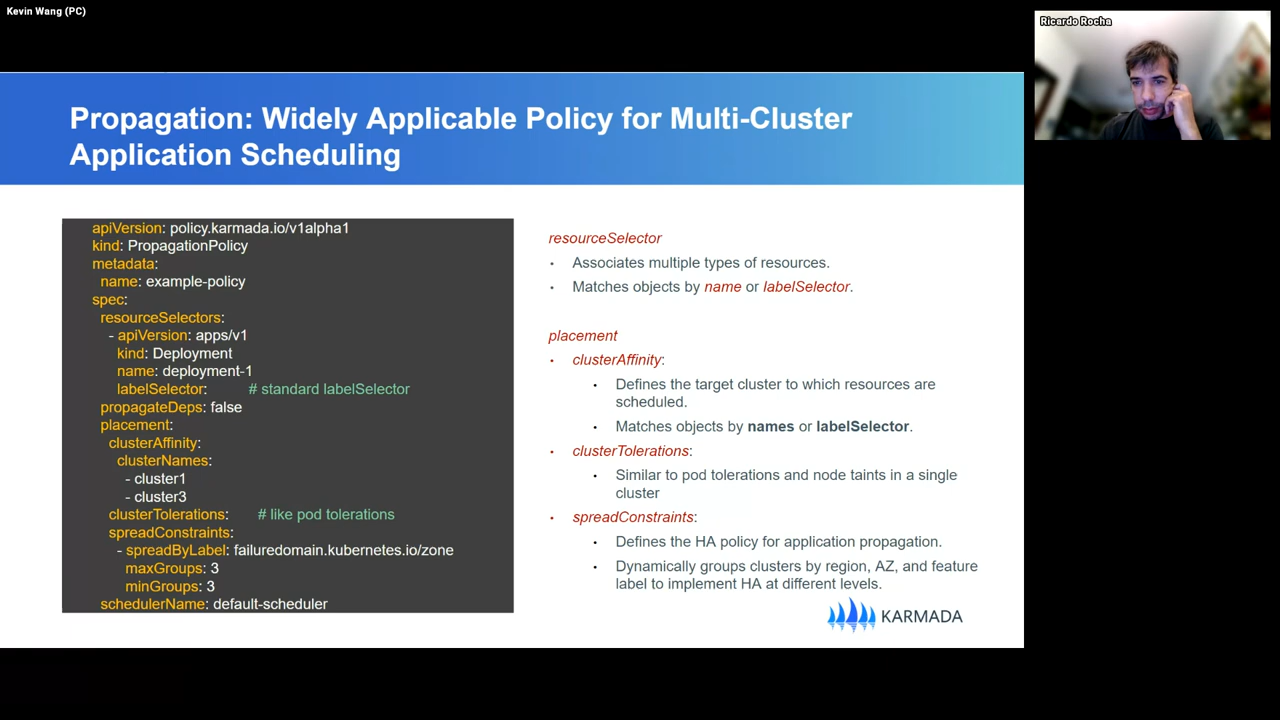 Kevin Wang (PC)
Ricardo Rocha
Propagation: Widely Applicable Policy for Multi-Cluster
Application Scheduling
apiVersion: policy.karmada.io/v1alpha1
kind: PropagationPolicy
metadata:
name: example-policy
spec:
resourceSelectors:
- apiVersion: apps/v1
kind: Deployment
name: deployment-1
labelSelector: # standard labelSelector
propagateDeps: false
placement:
clusterAffinity:
clusterNames:
- cluster1
- cluster3
clusterTolerations: # like pod tolerations
spreadConstraints:
- spreadByLabel: failuredomain.kubernetes.io/zone
maxGroups: 3
minGroups: 3
schedulerName: default-scheduler
resourceSelector
• Associates multiple types of resources.
• Matches objects by name or labelSelector.
placement
• clusterAffinity:
• Defines the target cluster to which resources are
scheduled.
• Matches objects by names or labelSelector.
• clusterTolerations:
• Similar to pod tolerations and node taints in a single
cluster
• spreadConstraints:
• Defines the HA policy for application propagation.
• Dynamically groups clusters by region, AZ, and feature
label to implement HA at different levels.
KARMADA